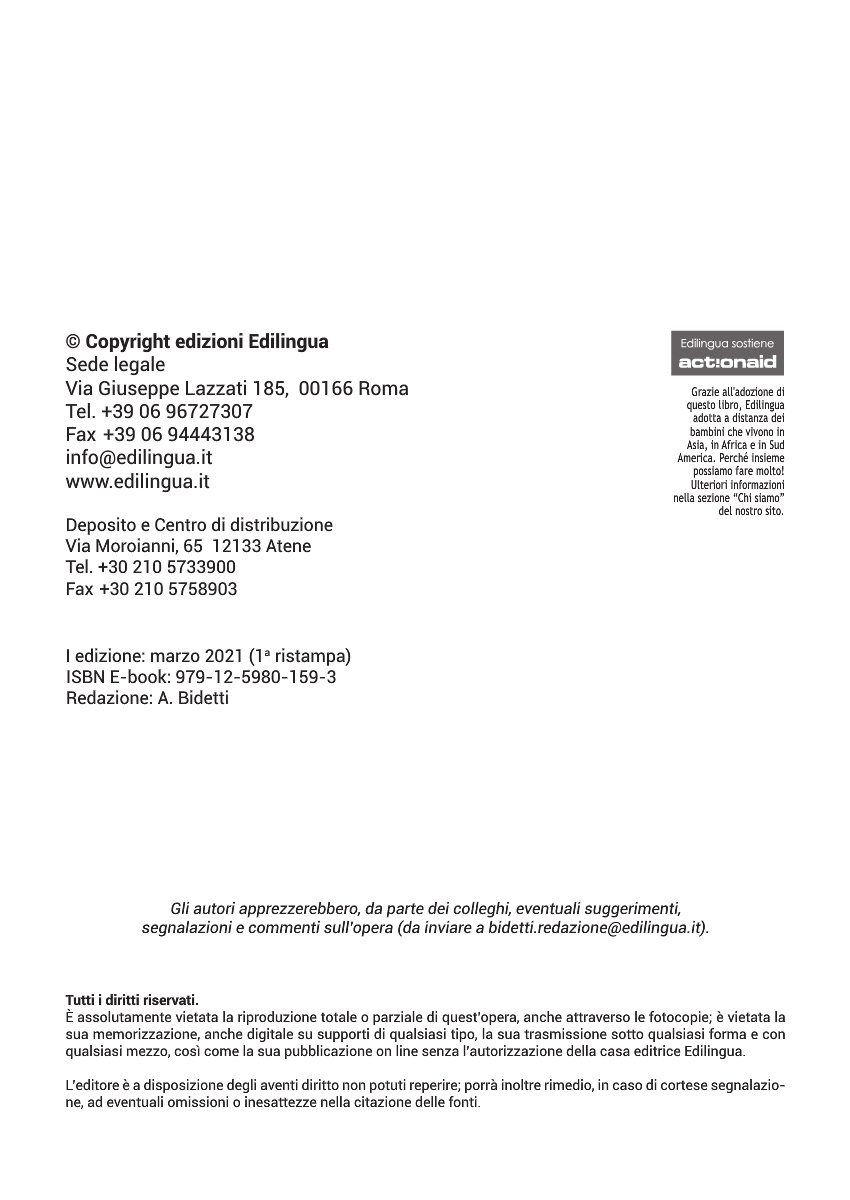 © Copyright edizioni Edilingua
Sede legale
Via Giuseppe Lazzati 185, 00166 Roma
Tel. +39 06 96727307
Fax +39 06 94443138
info@edilingua.it
www.edilingua.it
Deposito e Centro di distribuzione
Via Moroianni, 65 12133 Atene
Tel. +30 210 5733900
Fax +30 210 5758903
I edizione: marzo 2021 (1ª ristampa)
ISBN E-book: 979-12-5980-159-3
Redazione: A. Bidetti
Edilingua sostiene
act!onaid
Grazie all'adozione di
questo libro, Edilingua
adotta a distanza dei
bambini che vivono in
Asia, in Africa e in Sud
America. Perché insieme
possiamo fare molto!
Ulteriori informazioni
nella sezione “Chi siamo”
del nostro sito.
Gli autori apprezzerebbero, da parte dei colleghi, eventuali suggerimenti,
segnalazioni e commenti sull'opera (da inviare a bidetti.redazione@edilingua.it).
Tutti i diritti riservati.
È assolutamente vietata la riproduzione totale o parziale di quest'opera, anche attraverso le fotocopie; è vietata la
sua memorizzazione, anche digitale su supporti di qualsiasi tipo, la sua trasmissione sotto qualsiasi forma e con
qualsiasi mezzo, così come la sua pubblicazione on line senza l'autorizzazione della casa editrice Edilingua.
L'editore è a disposizione degli aventi diritto non potuti reperire; porrà inoltre rimedio, in caso di cortese segnalazio-
ne, ad eventuali omissioni o inesattezze nella citazione delle fonti.